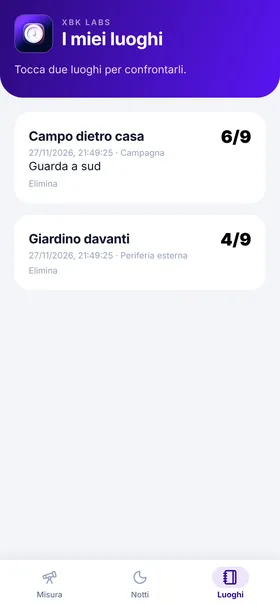 XBK LABS
I miei luoghi
Tocca due luoghi per confrontarli.
Campo dietro casa
6/9
27/11/2026, 21:49:25 · Campagna
Guarda a sud
Elimina
Giardino davanti
4/9
27/11/2026, 21:49:25 · Periferia esterna
Elimina
Misura
Notti
Luoghi